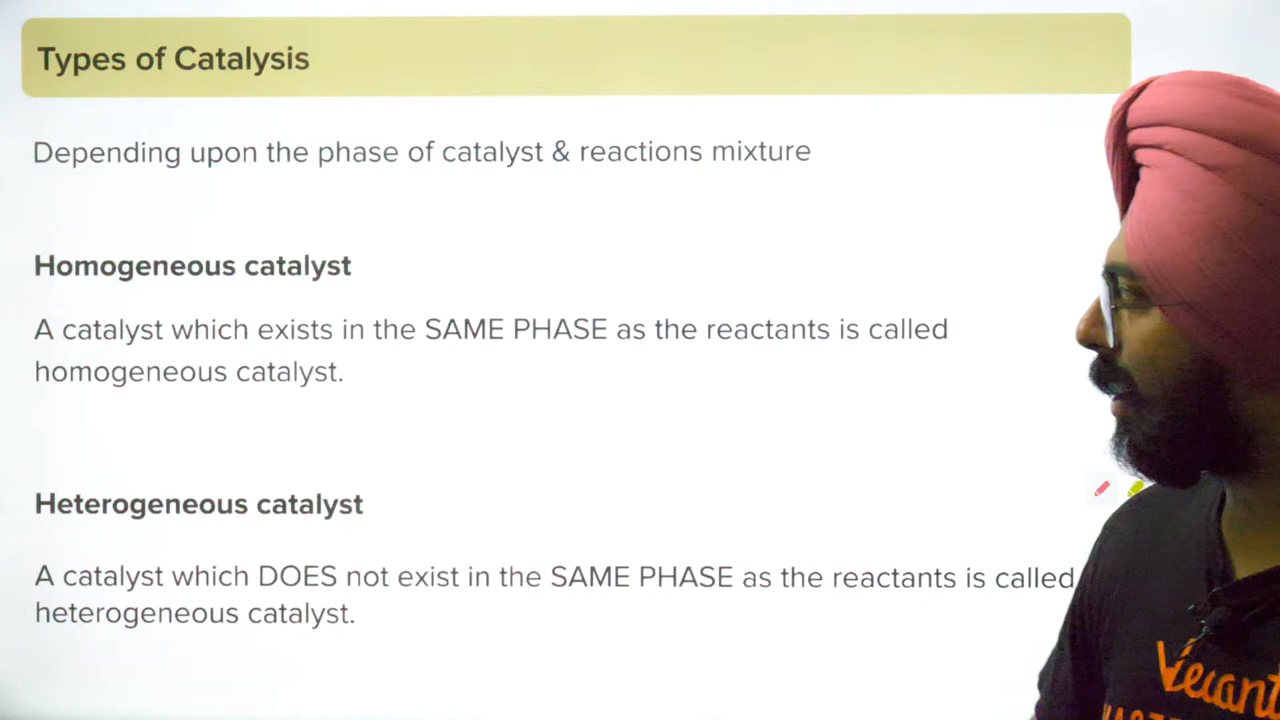 Types of Catalysis
Depending upon the phase of catalyst & reactions mixture
Homogeneous catalyst
A catalyst which exists in the SAME PHASE as the reactants is called
homogeneous catalyst.
Heterogeneous catalyst
A catalyst which DOES not exist in the SAME PHASE as the reactants is called
heterogeneous catalyst.